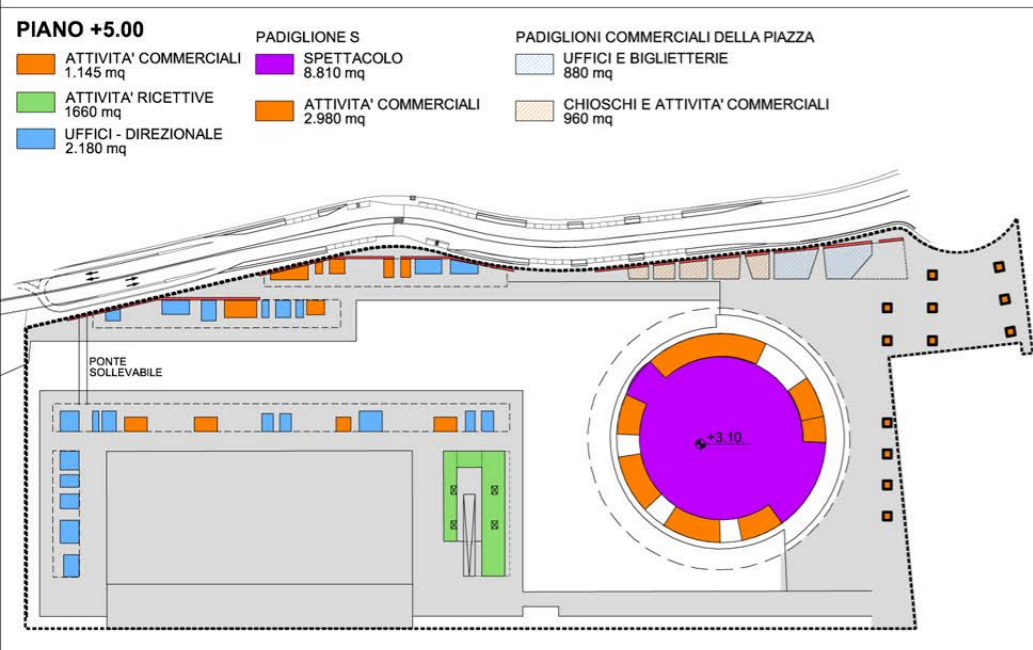 PIANO +5.00
ATTIVITA' COMMERCIALI
1.145 mq
ATTIVITA' RICETTIVE
1660 mq
UFFICI - DIREZIONALE
2.180 mq
PADIGLIONE S
SPETTACOLO
8.810 mq
ATTIVITA' COMMERCIALI
2.980 mq
PADIGLIONI COMMERCIALI DELLA PIAZZA
UFFICI E BIGLIETTERIE
880 mq
CHIOSCHI E ATTIVITA' COMMERCIALI
960 mq
PONTE
SOLLEVABILE
+3.10